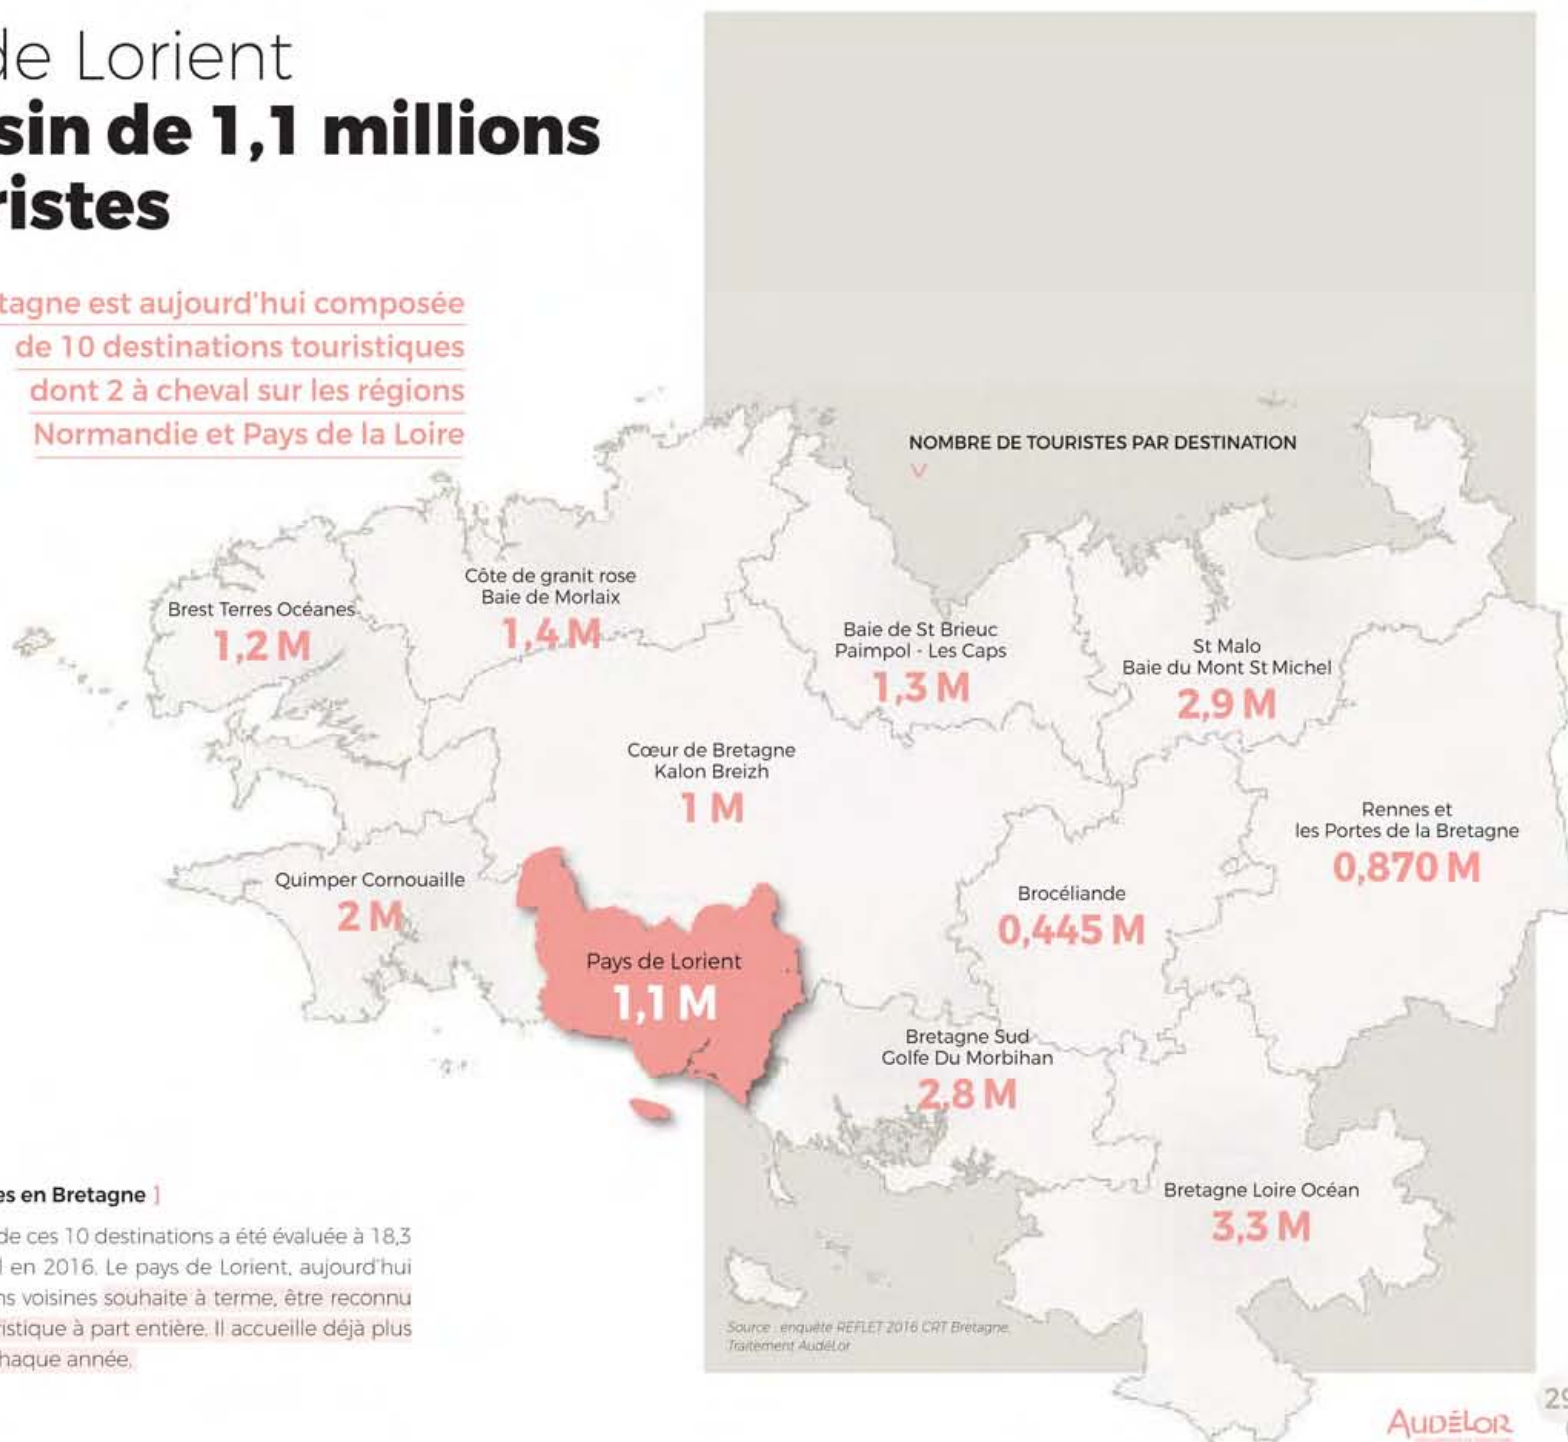 de Lorient
sin de 1,1 millions
ristes
tagne est aujourd'hui composée
de 10 destinations touristiques
dont 2 à cheval sur les régions
Normandie et Pays de la Loire
NOMBRE DE TOURISTES PAR DESTINATION
Côte de granit rose
Baie de Morlaix
1,4 M
Brest Terres Océanes
1,2 M
Baie de St Brieuc
Paimpol - Les Caps
1,3 M
St Malo
Baie du Mont St Michel
2,9 M
Cœur de Bretagne
Kalon Breizh
1 M
Rennes et
les Portes de la Bretagne
0,870 M
Quimper Cornouaille
2 M
Brocéliande
0,445 M
Pays de Lorient
1,1 M
Bretagne Sud
Golfe Du Morbihan
2,8 M
Bretagne Loire Océan
3,3 M
es en Bretagne ]
de ces 10 destinations a été évaluée à 18,3
en 2016. Le pays de Lorient, aujourd'hui
ns voisines souhaite à terme, être reconnu
ristique à part entière. Il accueille déjà plus
haque année.
Source : enquête REFLET 2016 CRT Bretagne,
Traitement AudéLor
AUDÉLOR
29